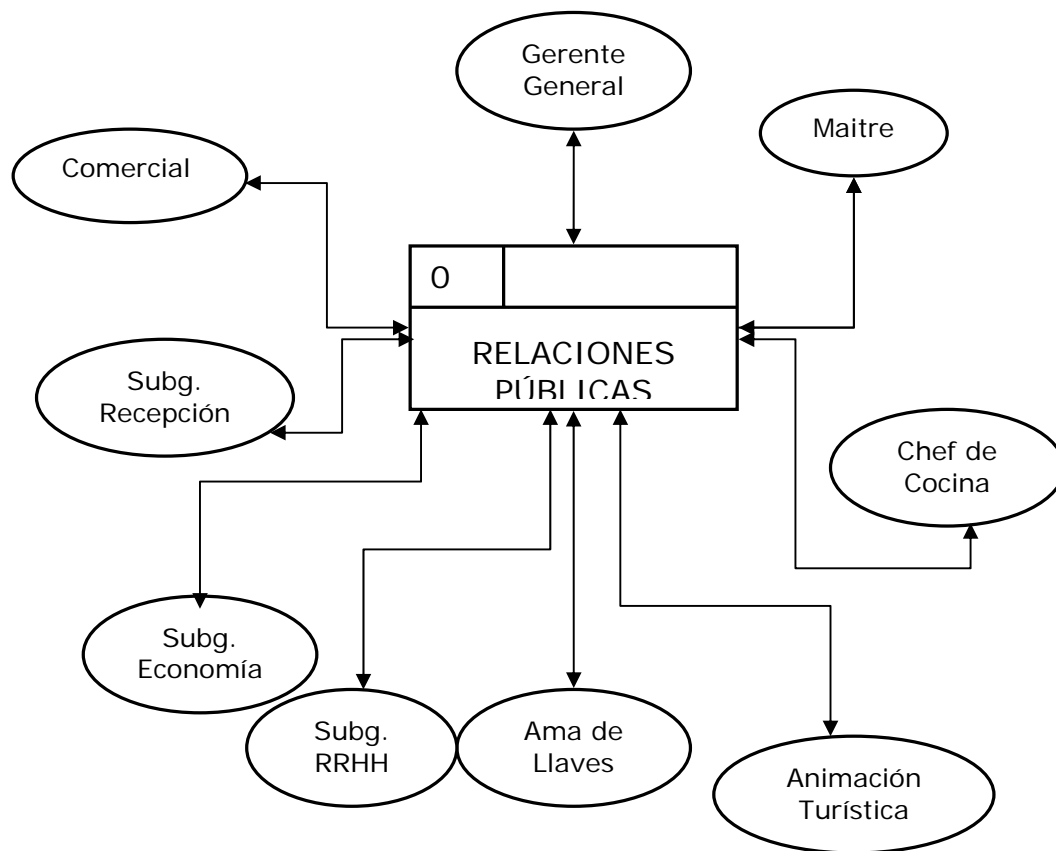 Gerente
General
Maitre
Comercial
0
RELACIONES
PÚBLICAS
Subg.
Recepción
Chef de
Cocina
Subg.
Economía
Subg.
RRHH
Ama de
Llaves
Animación
Turística